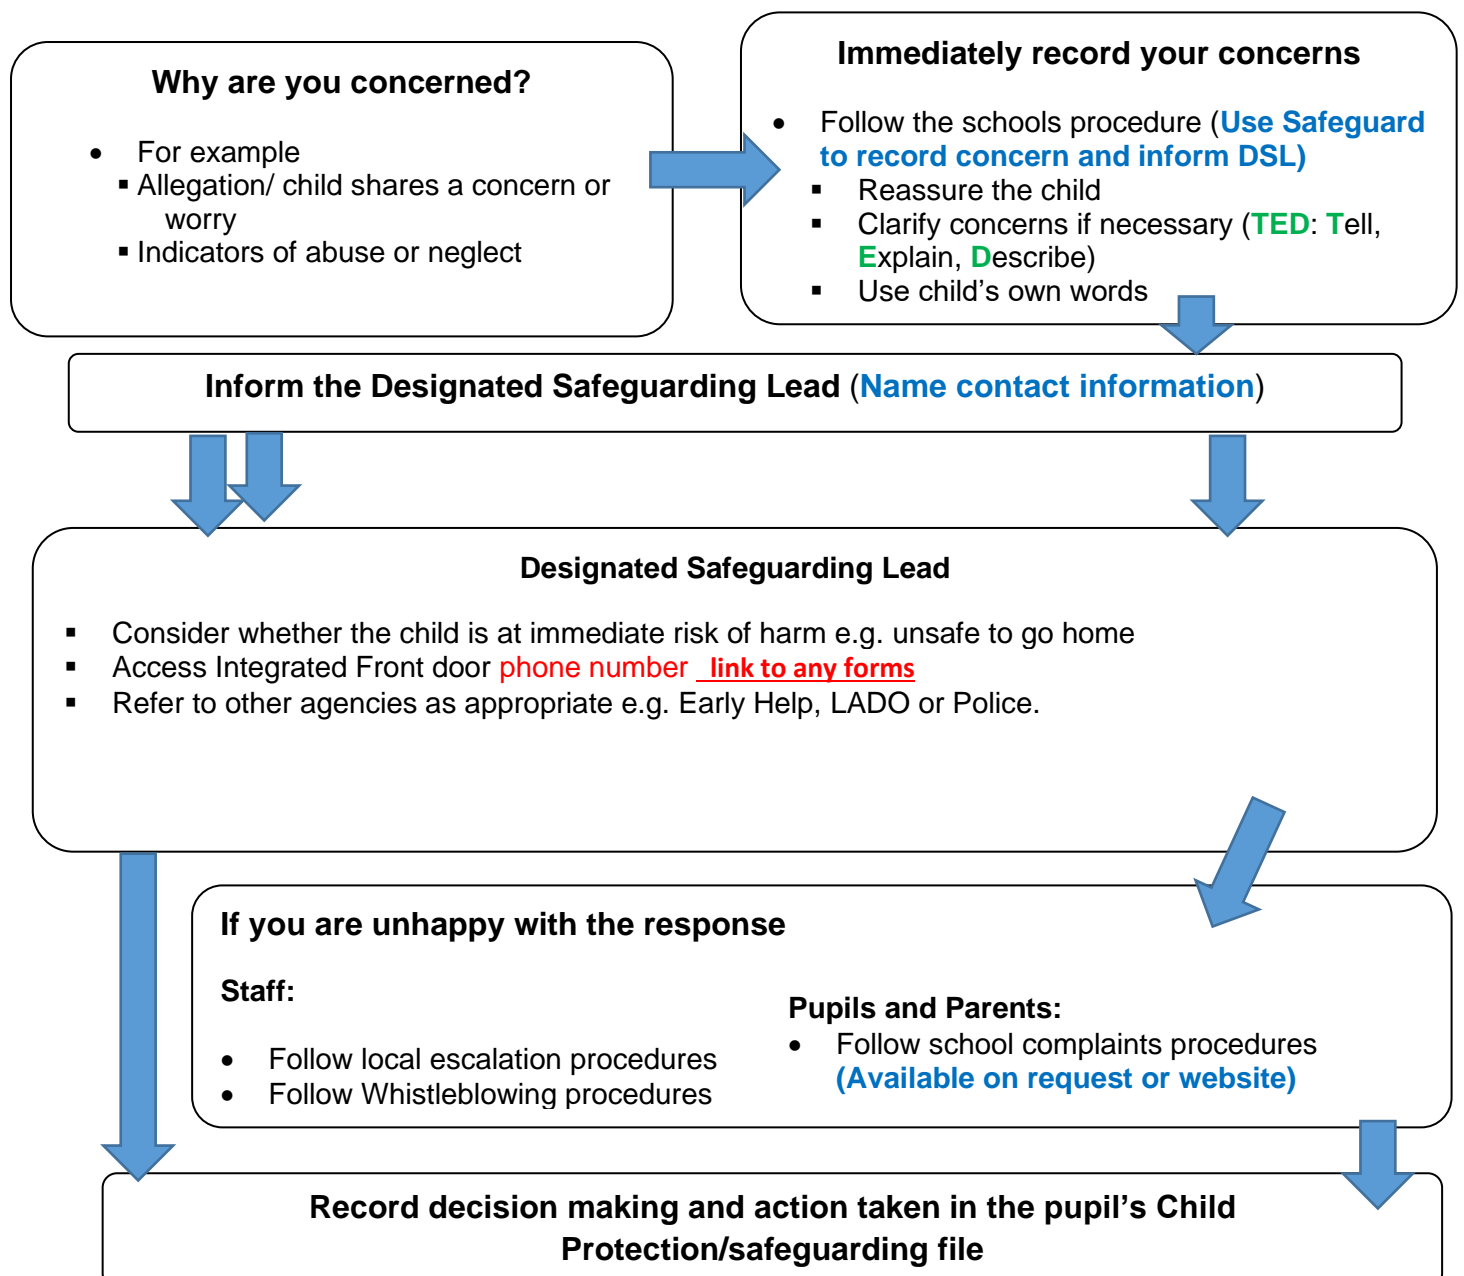 Why are you concerned?
• For example
▪ Allegation/ child shares a concern or
worry
▪ Indicators of abuse or neglect
Immediately record your concerns
• Follow the schools procedure (Use Safeguard
to record concern and inform DSL)
▪ Reassure the child
▪ Clarify concerns if necessary (TED: Tell,
Explain, Describe)
▪ Use child’s own words
Inform the Designated Safeguarding Lead (Name contact information)
Designated Safeguarding Lead
▪ Consider whether the child is at immediate risk of harm e.g. unsafe to go home
▪ Access Integrated Front door phone number link to any forms
▪ Refer to other agencies as appropriate e.g. Early Help, LADO or Police.
If you are unhappy with the response
Staff:
• Follow local escalation procedures
• Follow Whistleblowing procedures
Pupils and Parents:
• Follow school complaints procedures
(Available on request or website)
Record decision making and action taken in the pupil’s Child
Protection/safeguarding file